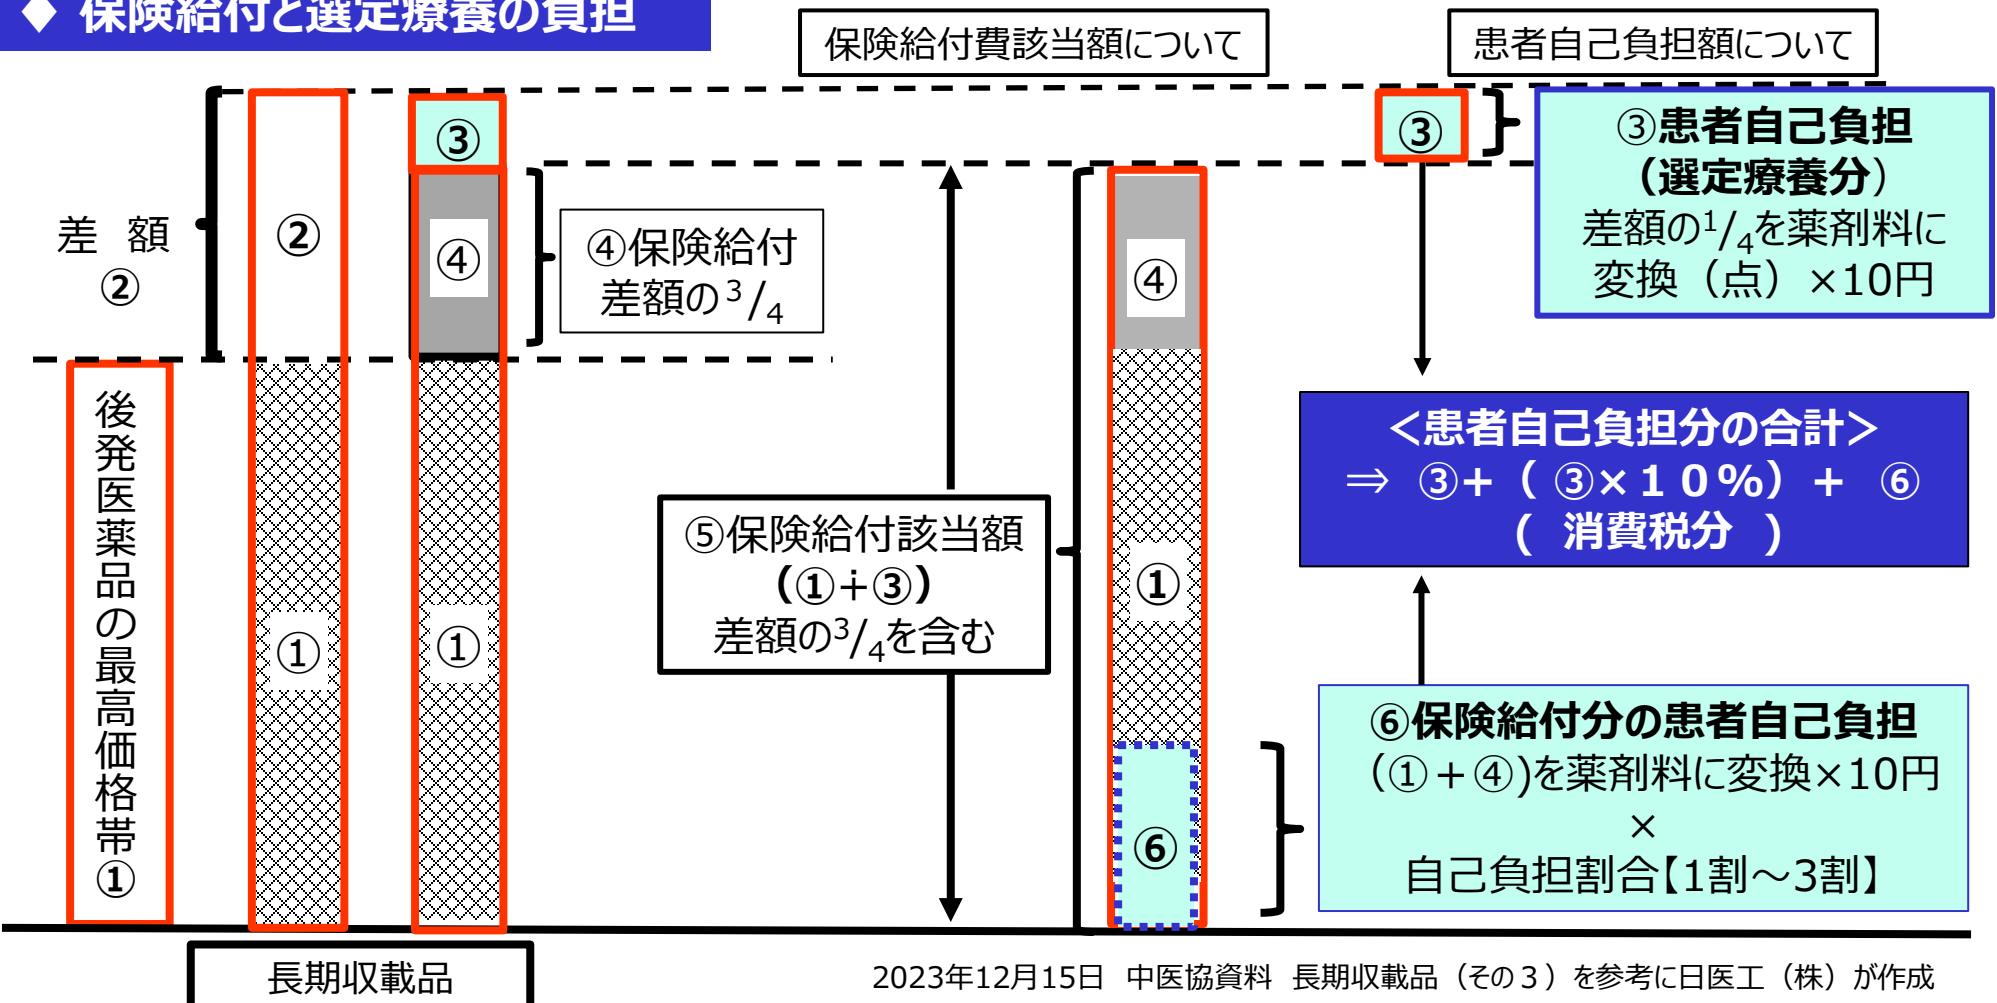 ◆ 保険給付と選定療養の負担
保険給付費該当額について
患者自己負担額について
差 額
②
②
③
④
④保険給付
差額の3/4
③
③患者自己負担
(選定療養分)
差額の1/4を薬剤料に
変換（点）×10円
④
後発医薬品の最高価格帯①
①
①
⑤保険給付該当額
(①+③)
差額の3/4を含む
①
⑥
＜患者自己負担分の合計＞
⇒ ③+ ( ③×１０%) + ⑥
( 消費税分 )
⑥保険給付分の患者自己負担
(①＋④)を薬剤料に変換×10円
×
自己負担割合【1割～3割】
長期収載品
2023年12月15日 中医協資料 長期収載品（その３）を参考に日医工（株）が作成